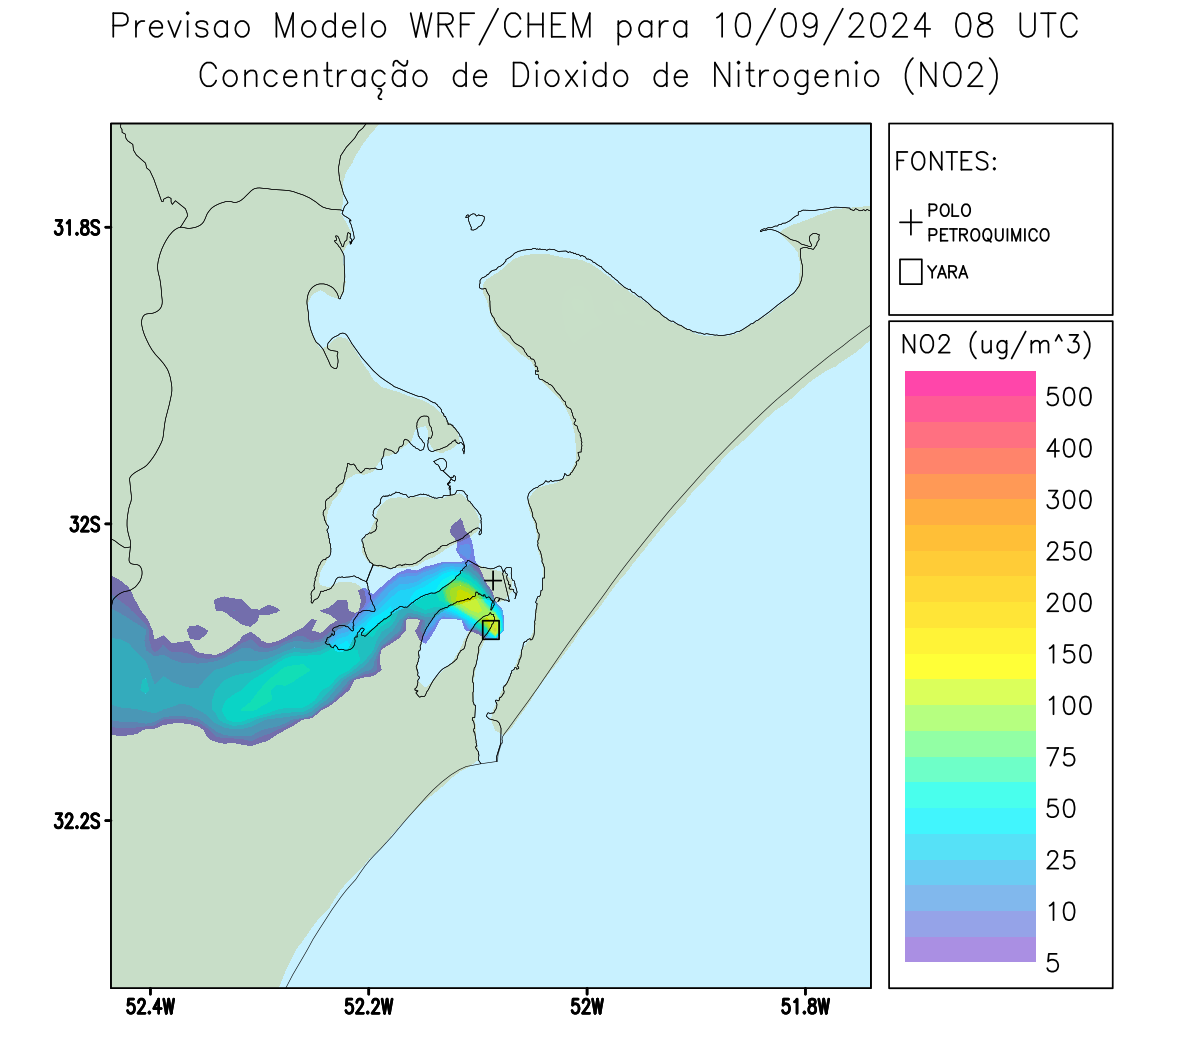 Previsao Modelo WRF/CHEM para 10/09/2024 08 UTC
Concentração de Dioxido de Nitrogenio (NO2)
FONTES:
POLO
PETROQUIMICO
YARA
31.8S
32S
32.2S
52.4W
52.2W
52W
51.8W
NO2 (ug/m^3)
500
400
300
250
200
150
100
75
50
25
10
5